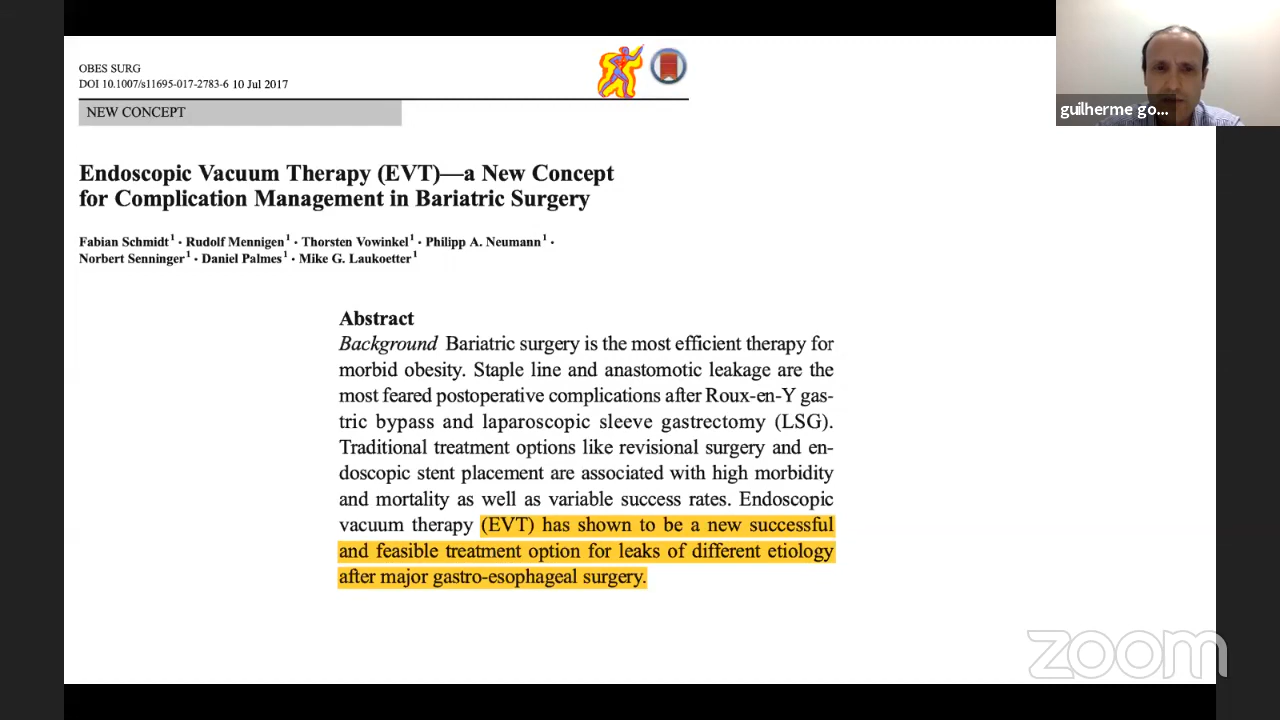 OBES SURG
DOI 10.1007/s11695-017-2783-6 10 Jul 2017
NEW CONCEPT
guilherme go...
Endoscopic Vacuum Therapy (EVT)—a New Concept
for Complication Management in Bariatric Surgery
Fabian Schmidt1 · Rudolf Mennigen1 · Thorsten Vowinkel1 · Philipp A. Neumann1 ·
Norbert Senninger1 · Daniel Palmes1 · Mike G. Laukoetter1
Abstract
Background Bariatric surgery is the most efficient therapy for
morbid obesity. Staple line and anastomotic leakage are the
most feared postoperative complications after Roux-en-Y gas-
tric bypass and laparoscopic sleeve gastrectomy (LSG).
Traditional treatment options like revisional surgery and en-
doscopic stent placement are associated with high morbidity
and mortality as well as variable success rates. Endoscopic
vacuum therapy (EVT) has shown to be a new successful
and feasible treatment option for leaks of different etiology
after major gastro-esophageal surgery.
zoom